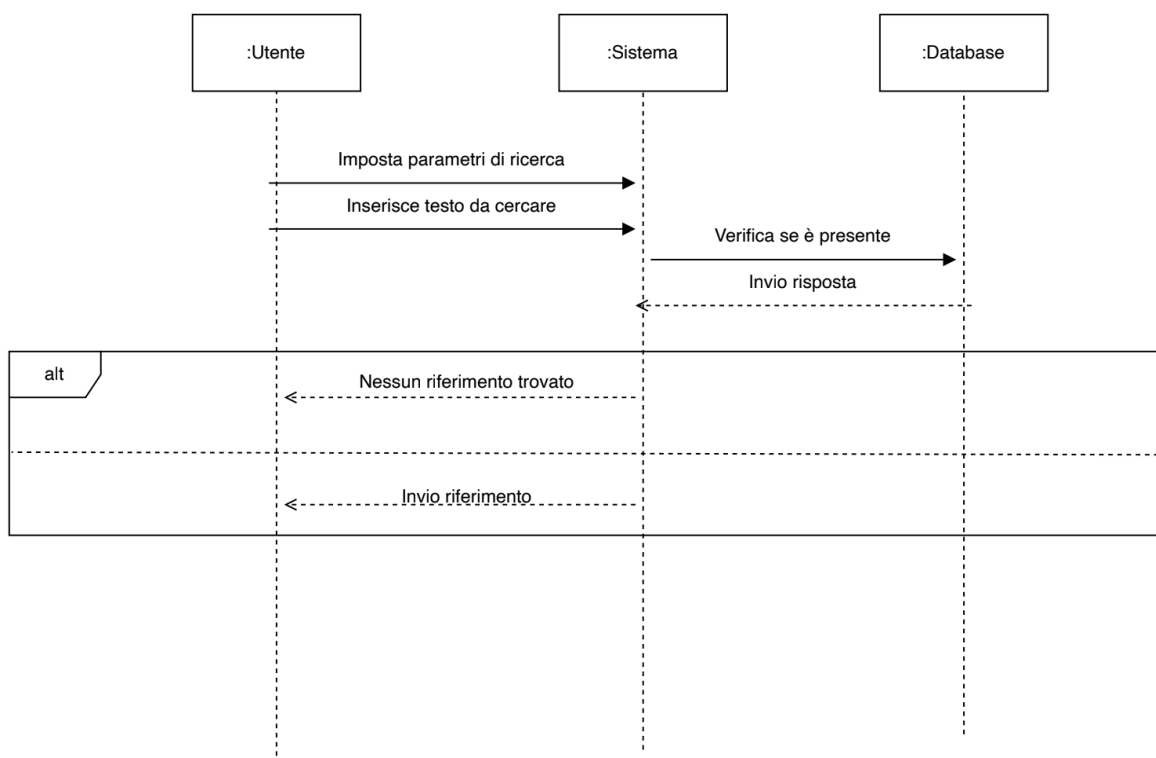 :Utente
:Sistema
:Database
Imposta parametri di ricerca
Inserisce testo da cercare
Verifica se è presente
Invio risposta
alt
Nessun riferimento trovato
Invio riferimento